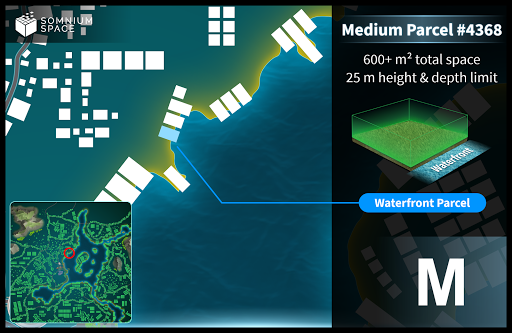 SOMNIUM
SPACE
Medium Parcel #4368
600+ m² total space
25 m height & depth limit
Waterfront
Waterfront Parcel
M